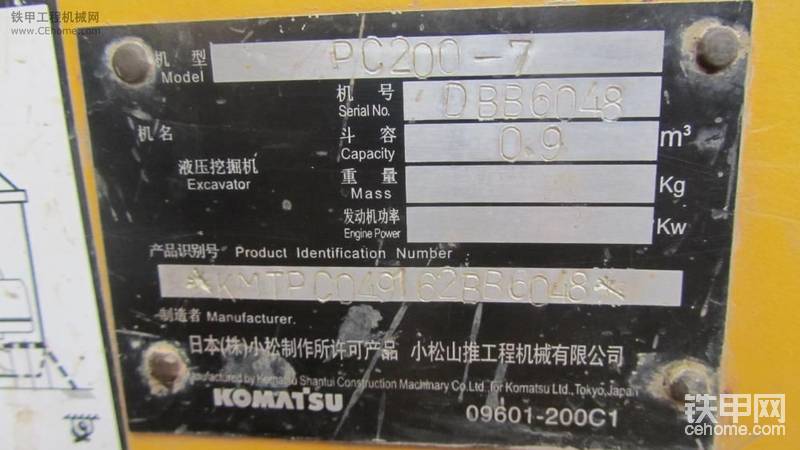 铁甲工程机械网
CEhome.com
机型 PC200-7
Model
机号 DBB6048
Serial No.
机名 斗容 0.9 m³
Capacity
液压挖掘机
Excavator
重量 Kg
Mass
发动机功率 Kw
Engine Power
产品识别号 Product Identification Number
*KMTPC049162BB6048*
制造者 Manufacturer.
日本(株)小松制作所许可产品 小松山推工程机械有限公司
Manufactured by Komatsu Shantui Construction Machinery Co.Ltd. for Komatsu Ltd., Tokyo, Japan
KOMATSU
09601-200C1
铁甲网
cehome.com